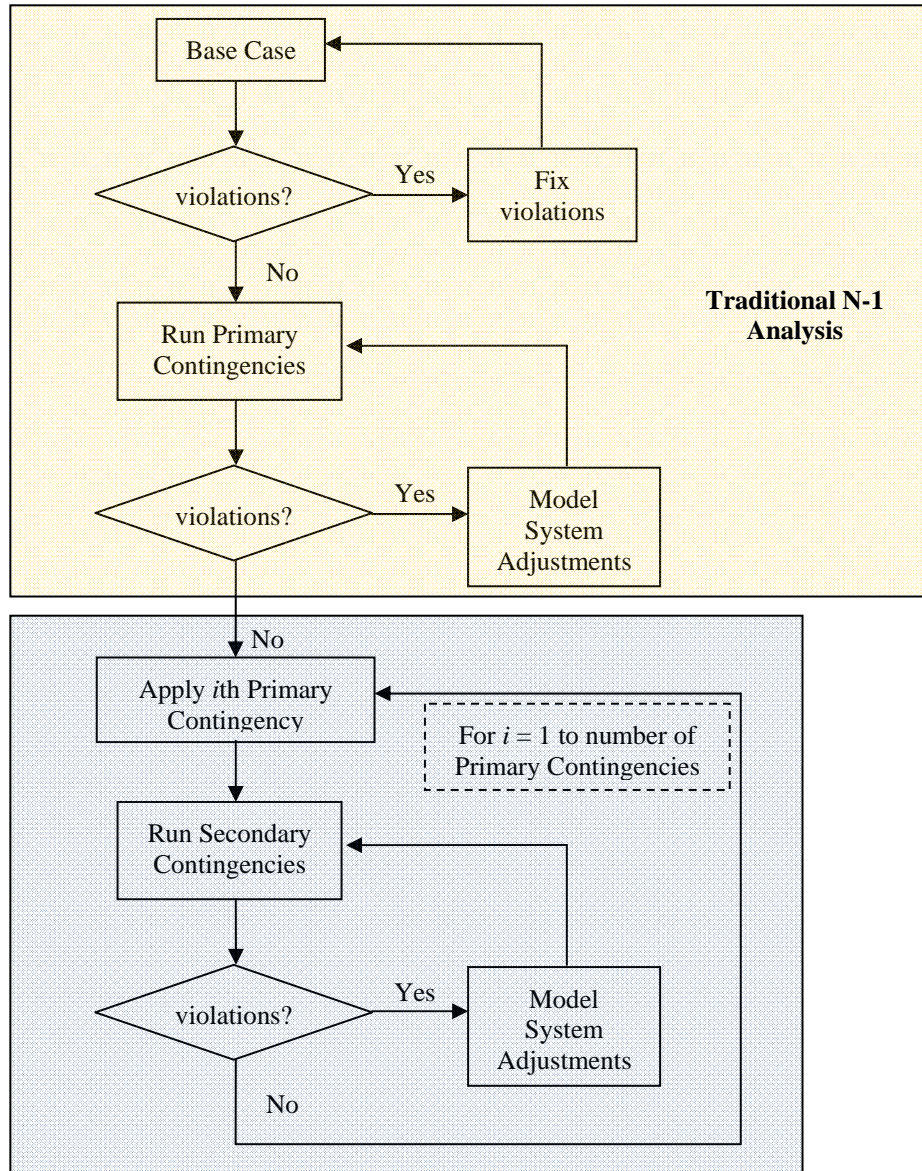 Base Case
violations?
Yes
Fix
violations
No
Traditional N-1
Analysis
Run Primary
Contingencies
violations?
Yes
Model
System
Adjustments
No
Apply ith Primary
Contingency
For i = 1 to number of
Primary Contingencies
Run Secondary
Contingencies
violations?
Yes
Model
System
Adjustments
No